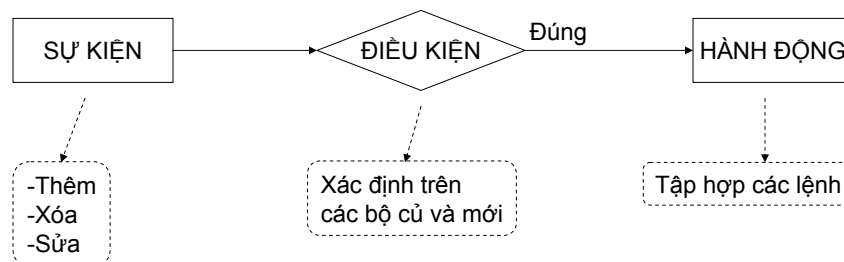 SỰ KIỆN
ĐIỀU KIỆN
Đúng
HÀNH ĐỘNG
-Thêm
-Xóa
-Sửa
Xác định trên
các bộ củ và mới
Tập hợp các lệnh